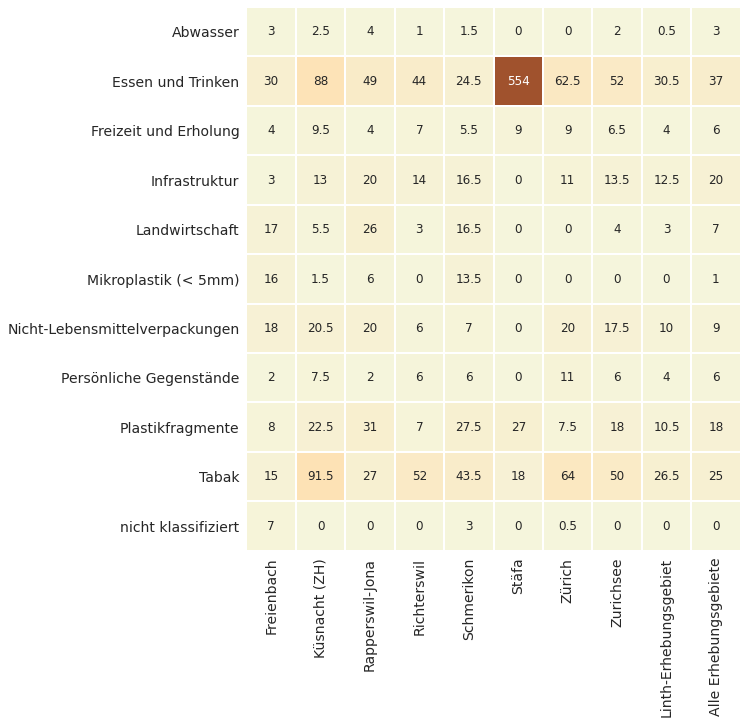 Abwasser 3 2.5 4 1 1.5 0 0 2 0.5 3
Essen und Trinken 30 88 49 44 24.5 554 62.5 52 30.5 37
Freizeit und Erholung 4 9.5 4 7 5.5 9 9 6.5 4 6
Infrastruktur 3 13 20 14 16.5 0 11 13.5 12.5 20
Landwirtschaft 17 5.5 26 3 16.5 0 0 4 3 7
Mikroplastik (< 5mm) 16 1.5 6 0 13.5 0 0 0 0 1
Nicht-Lebensmittelverpackungen 18 20.5 20 6 7 0 20 17.5 10 9
Persönliche Gegenstände 2 7.5 2 6 6 0 11 6 4 6
Plastikfragmente 8 22.5 31 7 27.5 27 7.5 18 10.5 18
Tabak 15 91.5 27 52 43.5 18 64 50 26.5 25
nicht klassifiziert 7 0 0 0 3 0 0.5 0 0 0
Freienbach
Küsnacht (ZH)
Rapperswil-Jona
Richterswil
Schmerikon
Stäfa
Zürich
Zurichsee
Linth-Erhebungsgebiet
Alle Erhebungsgebiete